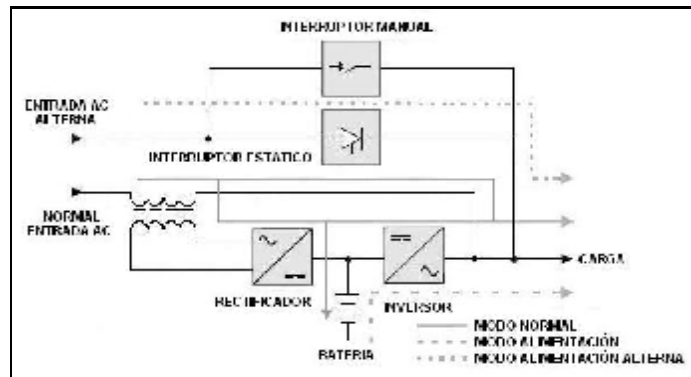 INTERRUPTOR MANUAL
ENTRADA AC
ALTERNA
INTERRUPTOR ESTATICO
NORMAL
ENTRADA AC
CARGA
RECTIFICADOR
INVERSOR
BATERIA
MODO NORMAL
MODO ALIMENTACIÓN
MODO ALIMENTACIÓN ALTERNA